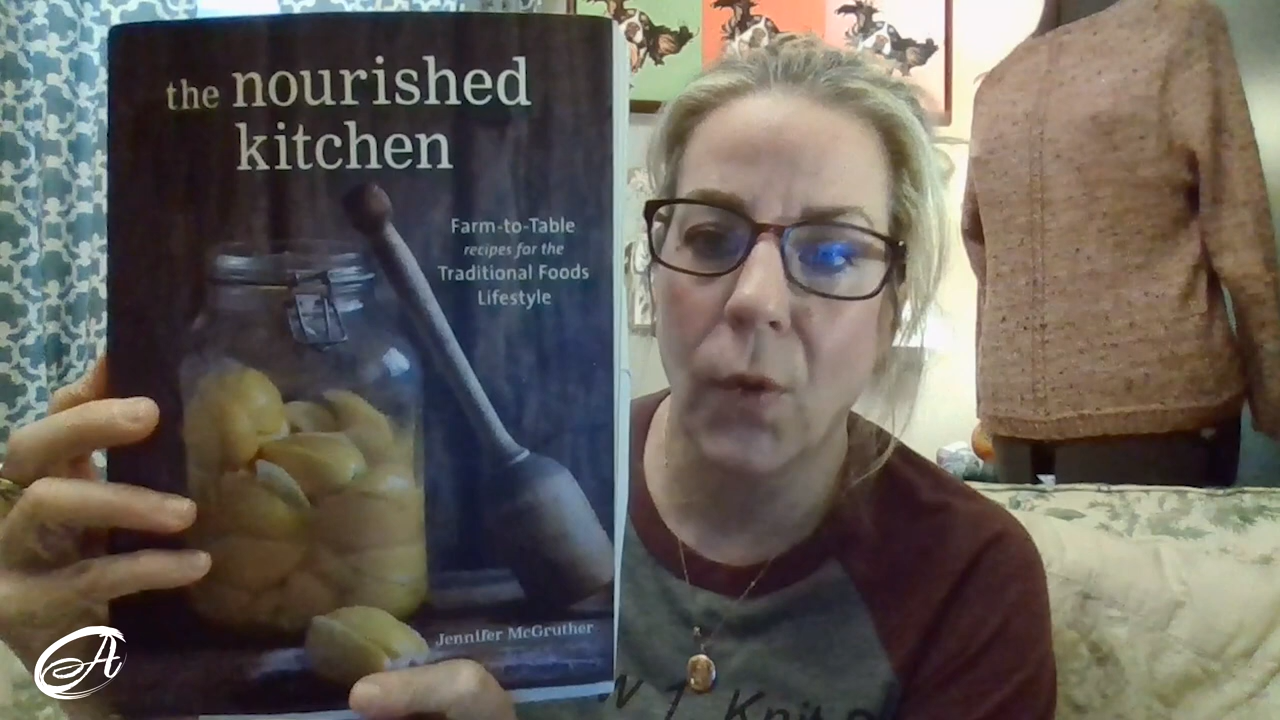 the nourished
kitchen
Farm-to-Table
recipes for the
Traditional Foods
Lifestyle
Jennifer McGruther
A